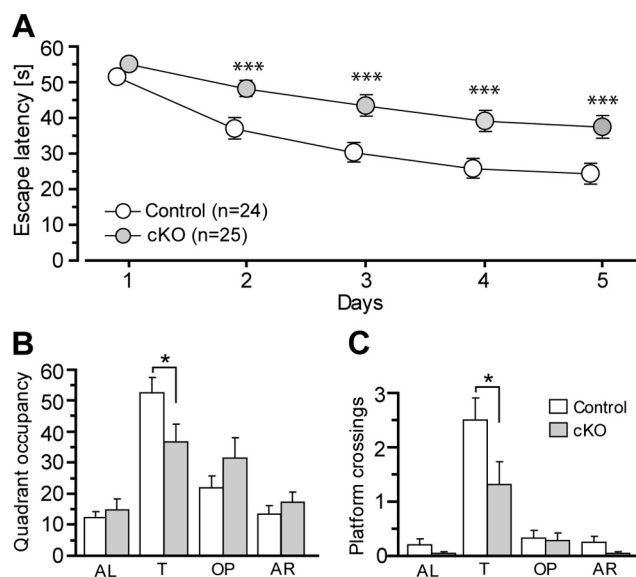 A
Escape latency [s]
60
50
40
30
20
10
0
*** *** *** ***
Control (n=24)
cKO (n=25)
1 2 3 4 5
Days
B
Quadrant occupancy
60
50
40
30
20
10
0
*
AL T OP AR
C
Platform crossings
3
2
1
0
*
Control
cKO
AL T OP AR